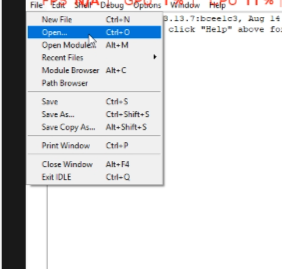 File Edit Shell Debug Options Window Help
New File Ctrl+N
Open... Ctrl+O
Open Module... Alt+M
Recent Files
Module Browser Alt+C
Path Browser
Save Ctrl+S
Save As... Ctrl+Shift+S
Save Copy As... Alt+Shift+S
Print Window Ctrl+P
Close Window Alt+F4
Exit IDLE Ctrl+Q
3.13.7:bceeic3, Aug 14
click "Help" above for